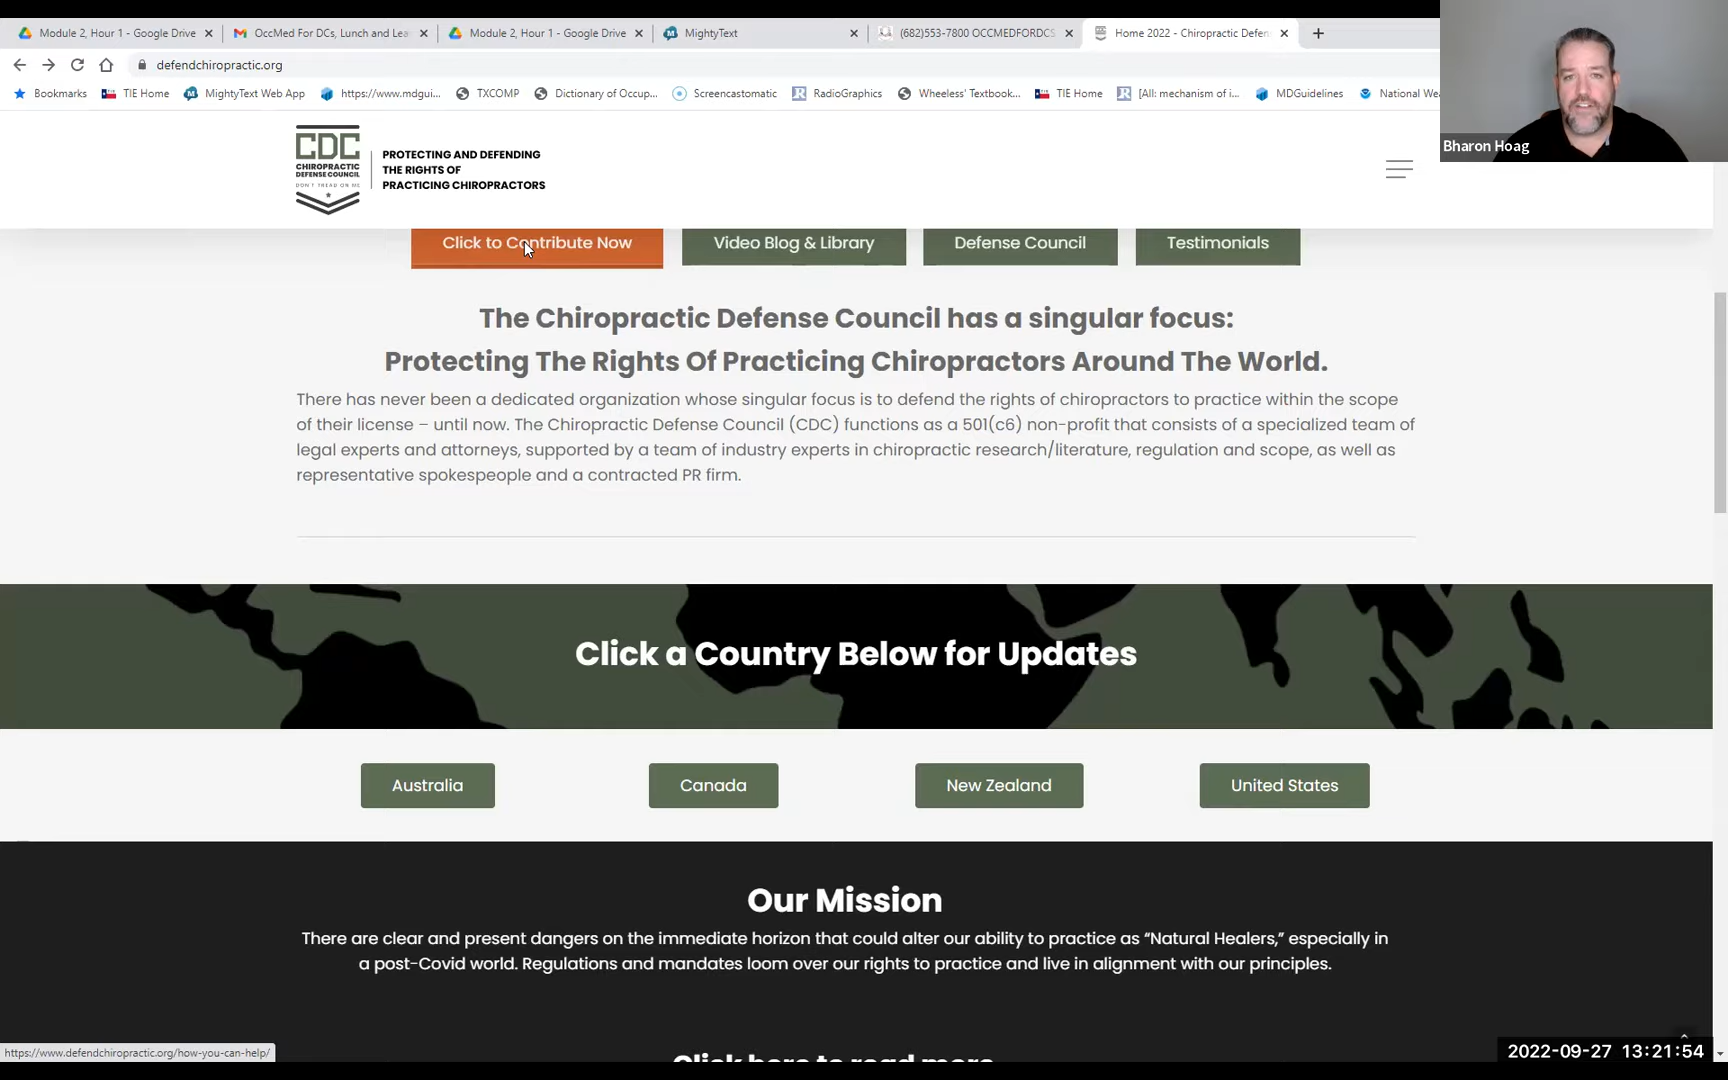 Module 2, Hour 1 - Google Drive
OccMed For DCs, Lunch and Lea
Module 2, Hour 1 - Google Drive
MightyText
(682)553-7800 OCCMEDFORDCS
Home 2022 - Chiropractic Defen
defendchiropractic.org
Bookmarks
TIE Home
MightyText Web App
https://www.mdgui...
TXCOMP
Dictionary of Occup...
Screencastomatic
RadioGraphics
Wheeless' Textbook...
TIE Home
[All: mechanism of i...
MDGuidelines
National We
Bharon Hoag
CDC
CHIROPRACTIC
DEFENSE COUNCIL
DON'T TREAD ON ME
PROTECTING AND DEFENDING
THE RIGHTS OF
PRACTICING CHIROPRACTORS
Click to Contribute Now
Video Blog & Library
Defense Council
Testimonials
The Chiropractic Defense Council has a singular focus:
Protecting The Rights Of Practicing Chiropractors Around The World.
There has never been a dedicated organization whose singular focus is to defend the rights of chiropractors to practice within the scope
of their license – until now. The Chiropractic Defense Council (CDC) functions as a 501(c6) non-profit that consists of a specialized team of
legal experts and attorneys, supported by a team of industry experts in chiropractic research/literature, regulation and scope, as well as
representative spokespeople and a contracted PR firm.
Click a Country Below for Updates
Australia
Canada
New Zealand
United States
Our Mission
There are clear and present dangers on the immediate horizon that could alter our ability to practice as “Natural Healers,” especially in
a post-Covid world. Regulations and mandates loom over our rights to practice and live in alignment with our principles.
Click here to read more
https://www.defendchiropractic.org/how-you-can-help/
2022-09-27 13:21:54